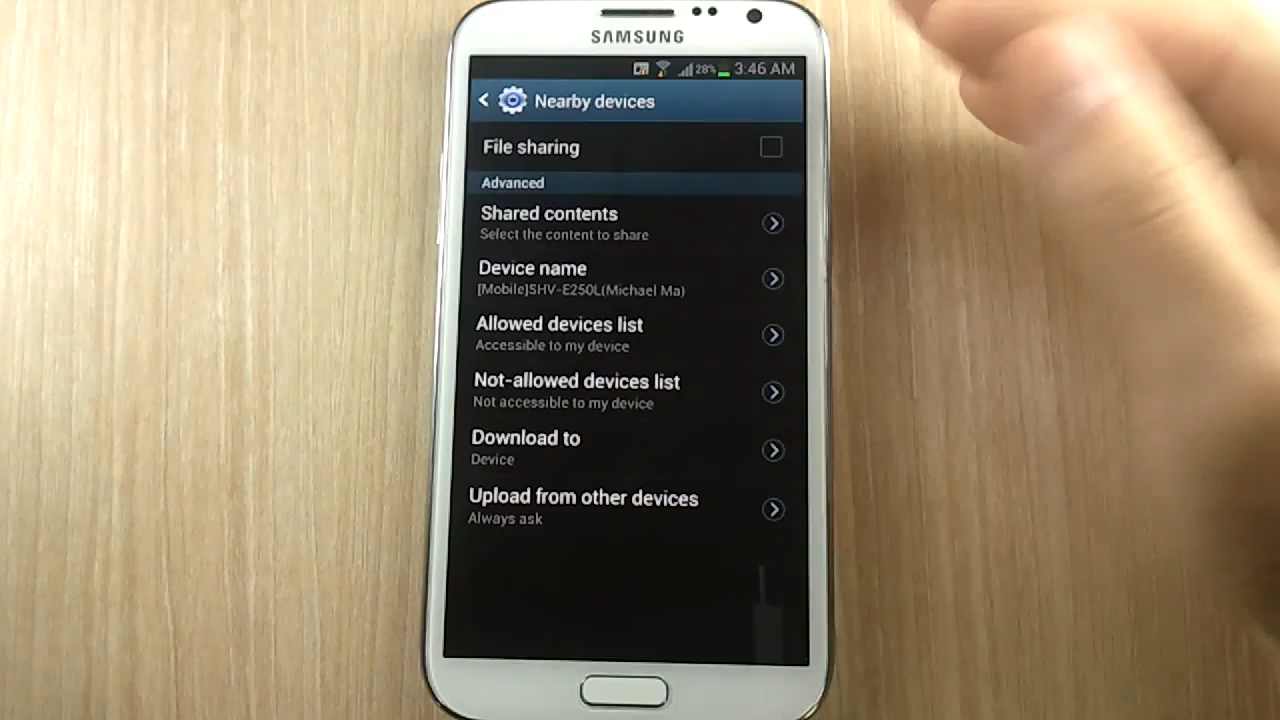 SAMSUNG
28% 3:46 AM
Nearby devices
File sharing
Advanced
Shared contents
Select the content to share
Device name
[Mobile]SHV-E250L(Michael Ma)
Allowed devices list
Accessible to my device
Not-allowed devices list
Not accessible to my device
Download to
Device
Upload from other devices
Always ask